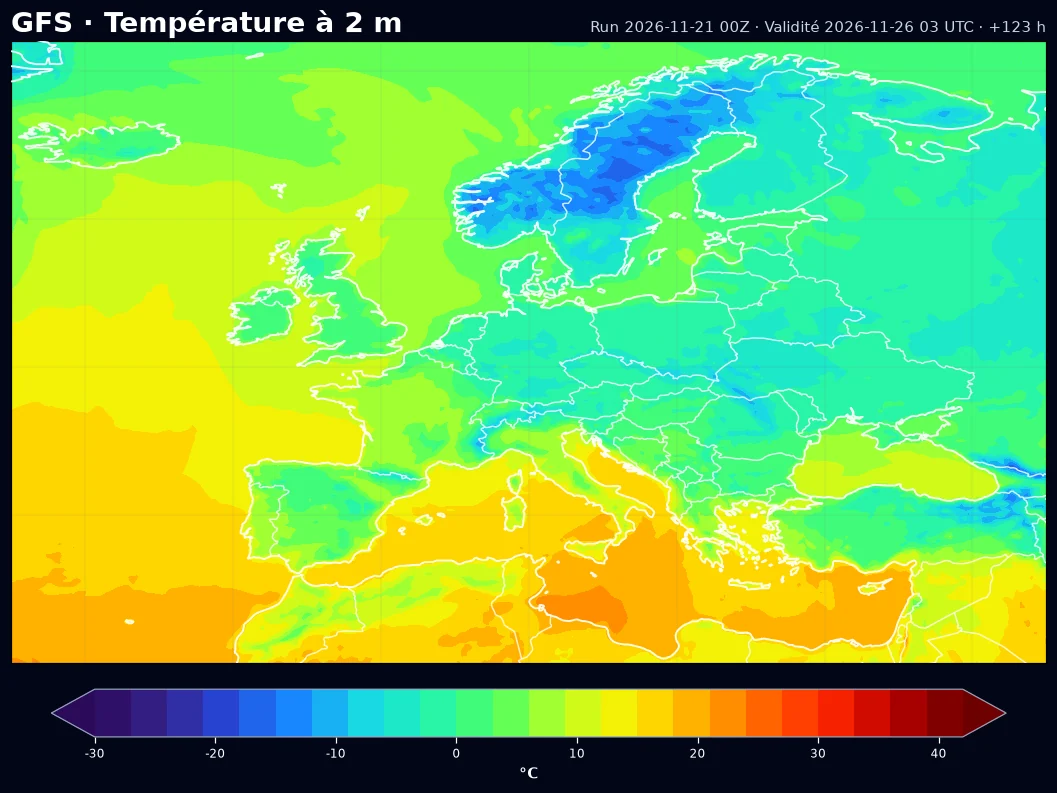 GFS · Température à 2 m
Run 2026-11-21 00Z · Validité 2026-11-26 03 UTC · +123 h
-30 -20 -10 0 10 20 30 40
°C